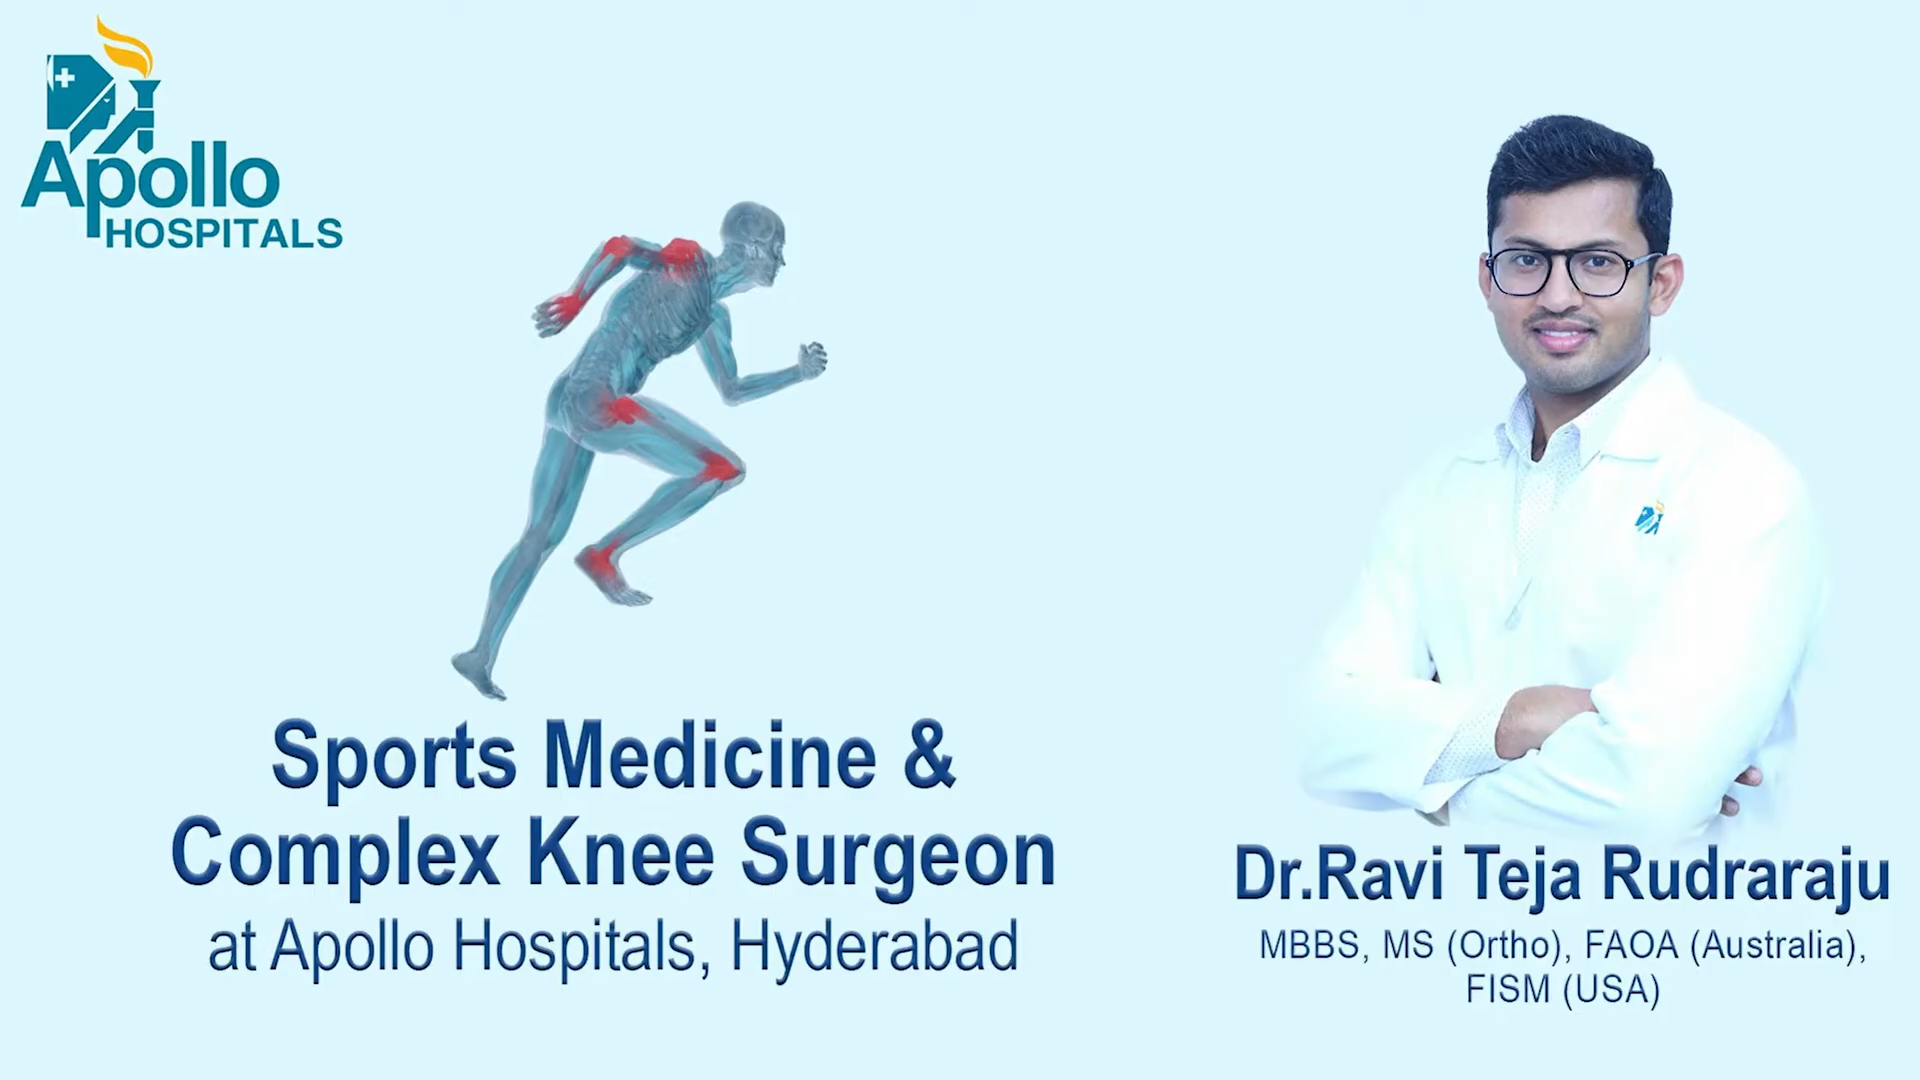 Apollo
HOSPITALS
Sports Medicine &
Complex Knee Surgeon
at Apollo Hospitals, Hyderabad
Dr.Ravi Teja Rudraraju
MBBS, MS (Ortho), FAOA (Australia),
FISM (USA)